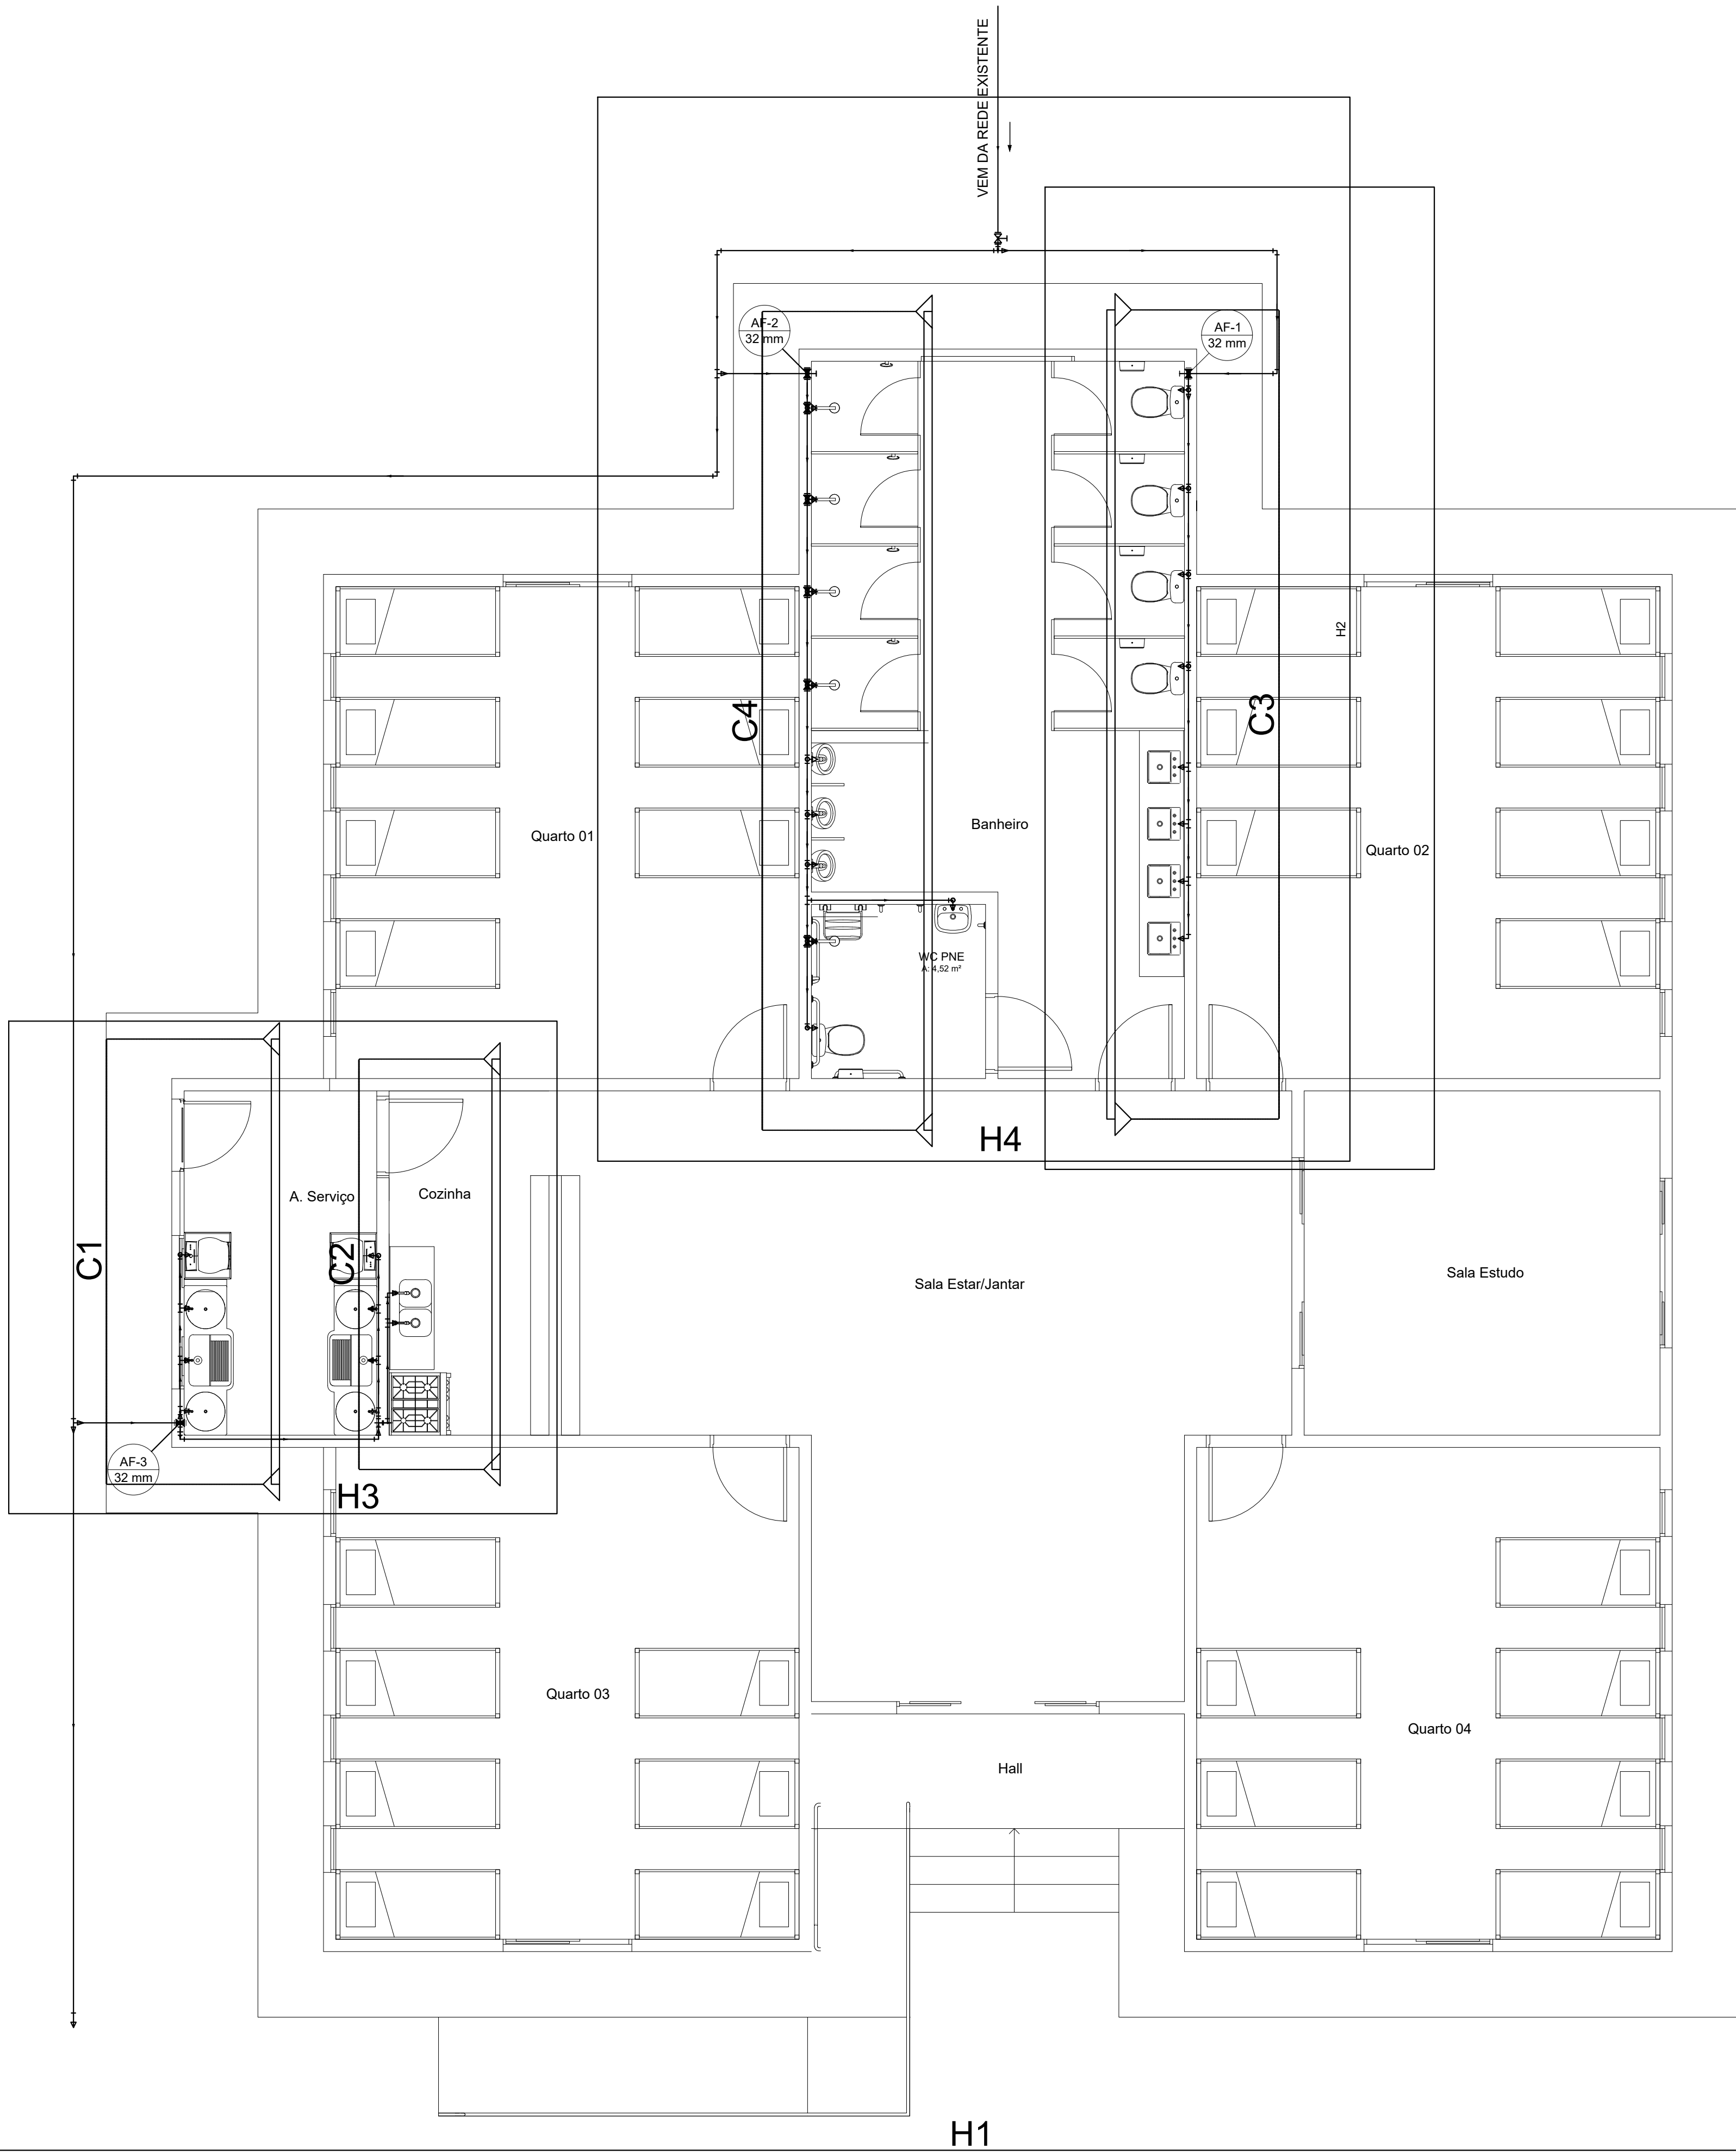 VEM DA REDE EXISTENTE
AF-2
32 mm
AF-1
32 mm
H2
C4
C3
Quarto 01
Banheiro
Quarto 02
WC PNE
A: 4,52 m²
H4
A. Serviço
Cozinha
C1
C2
Sala Estar/Jantar
Sala Estudo
AF-3
32 mm
H3
Quarto 03
Quarto 04
Hall
H1